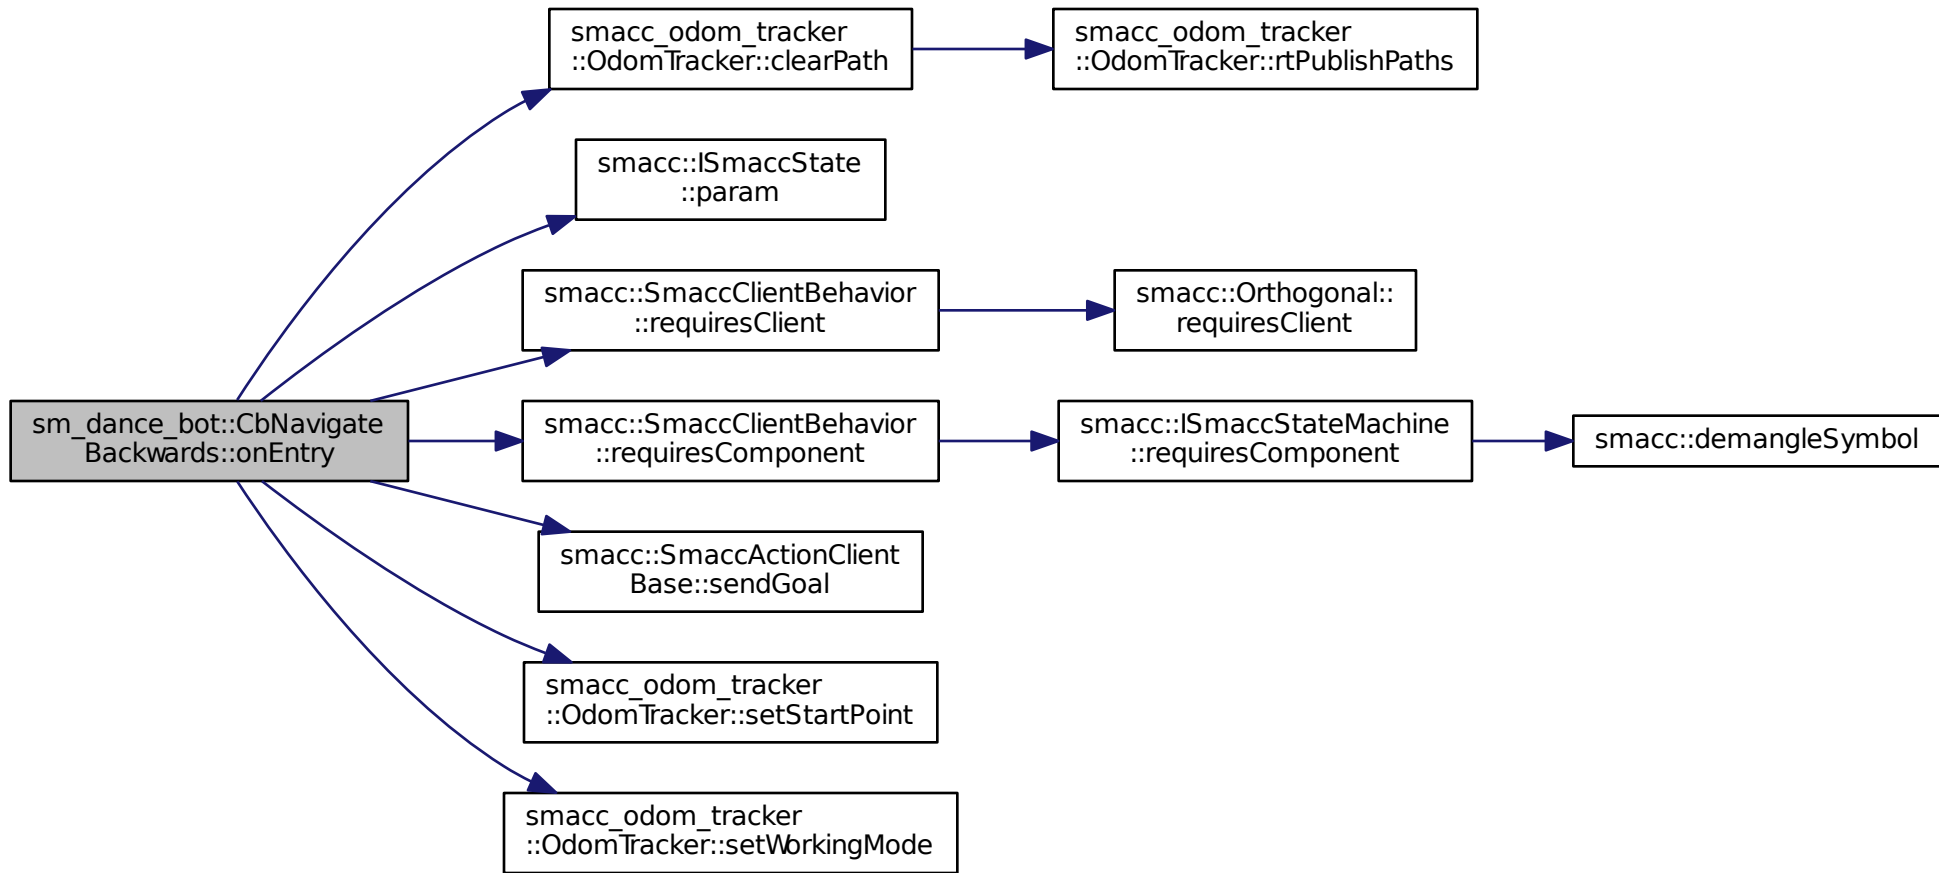 smacc_odom_tracker
::OdomTracker::clearPath
smacc_odom_tracker
::OdomTracker::rtPublishPaths
smacc::ISmaccState
::param
smacc::SmaccClientBehavior
::requiresClient
smacc::Orthogonal::
requiresClient
sm_dance_bot::CbNavigate
Backwards::onEntry
smacc::SmaccClientBehavior
::requiresComponent
smacc::ISmaccStateMachine
::requiresComponent
smacc::demangleSymbol
smacc::SmaccActionClient
Base::sendGoal
smacc_odom_tracker
::OdomTracker::setStartPoint
smacc_odom_tracker
::OdomTracker::setWorkingMode